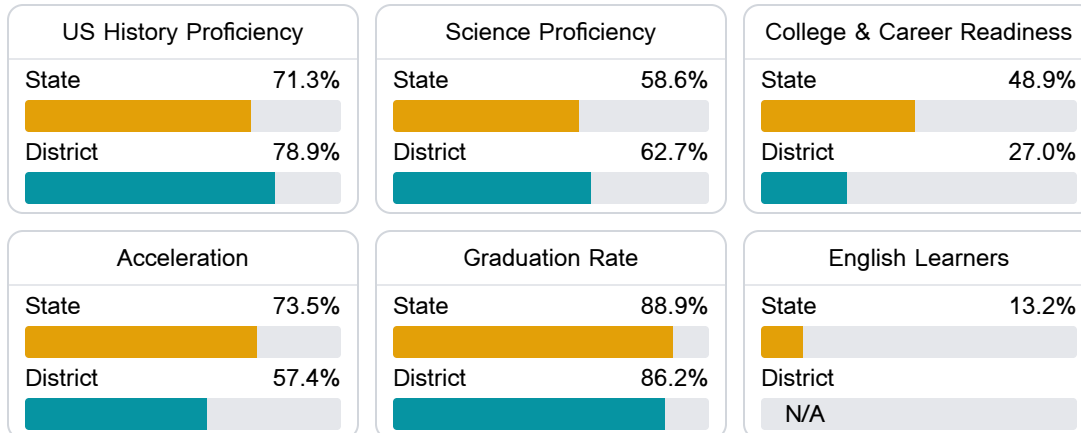 US History Proficiency
State 71.3%
District 78.9%
Science Proficiency
State 58.6%
District 62.7%
College & Career Readiness
State 48.9%
District 27.0%
Acceleration
State 73.5%
District 57.4%
Graduation Rate
State 88.9%
District 86.2%
English Learners
State 13.2%
District
N/A